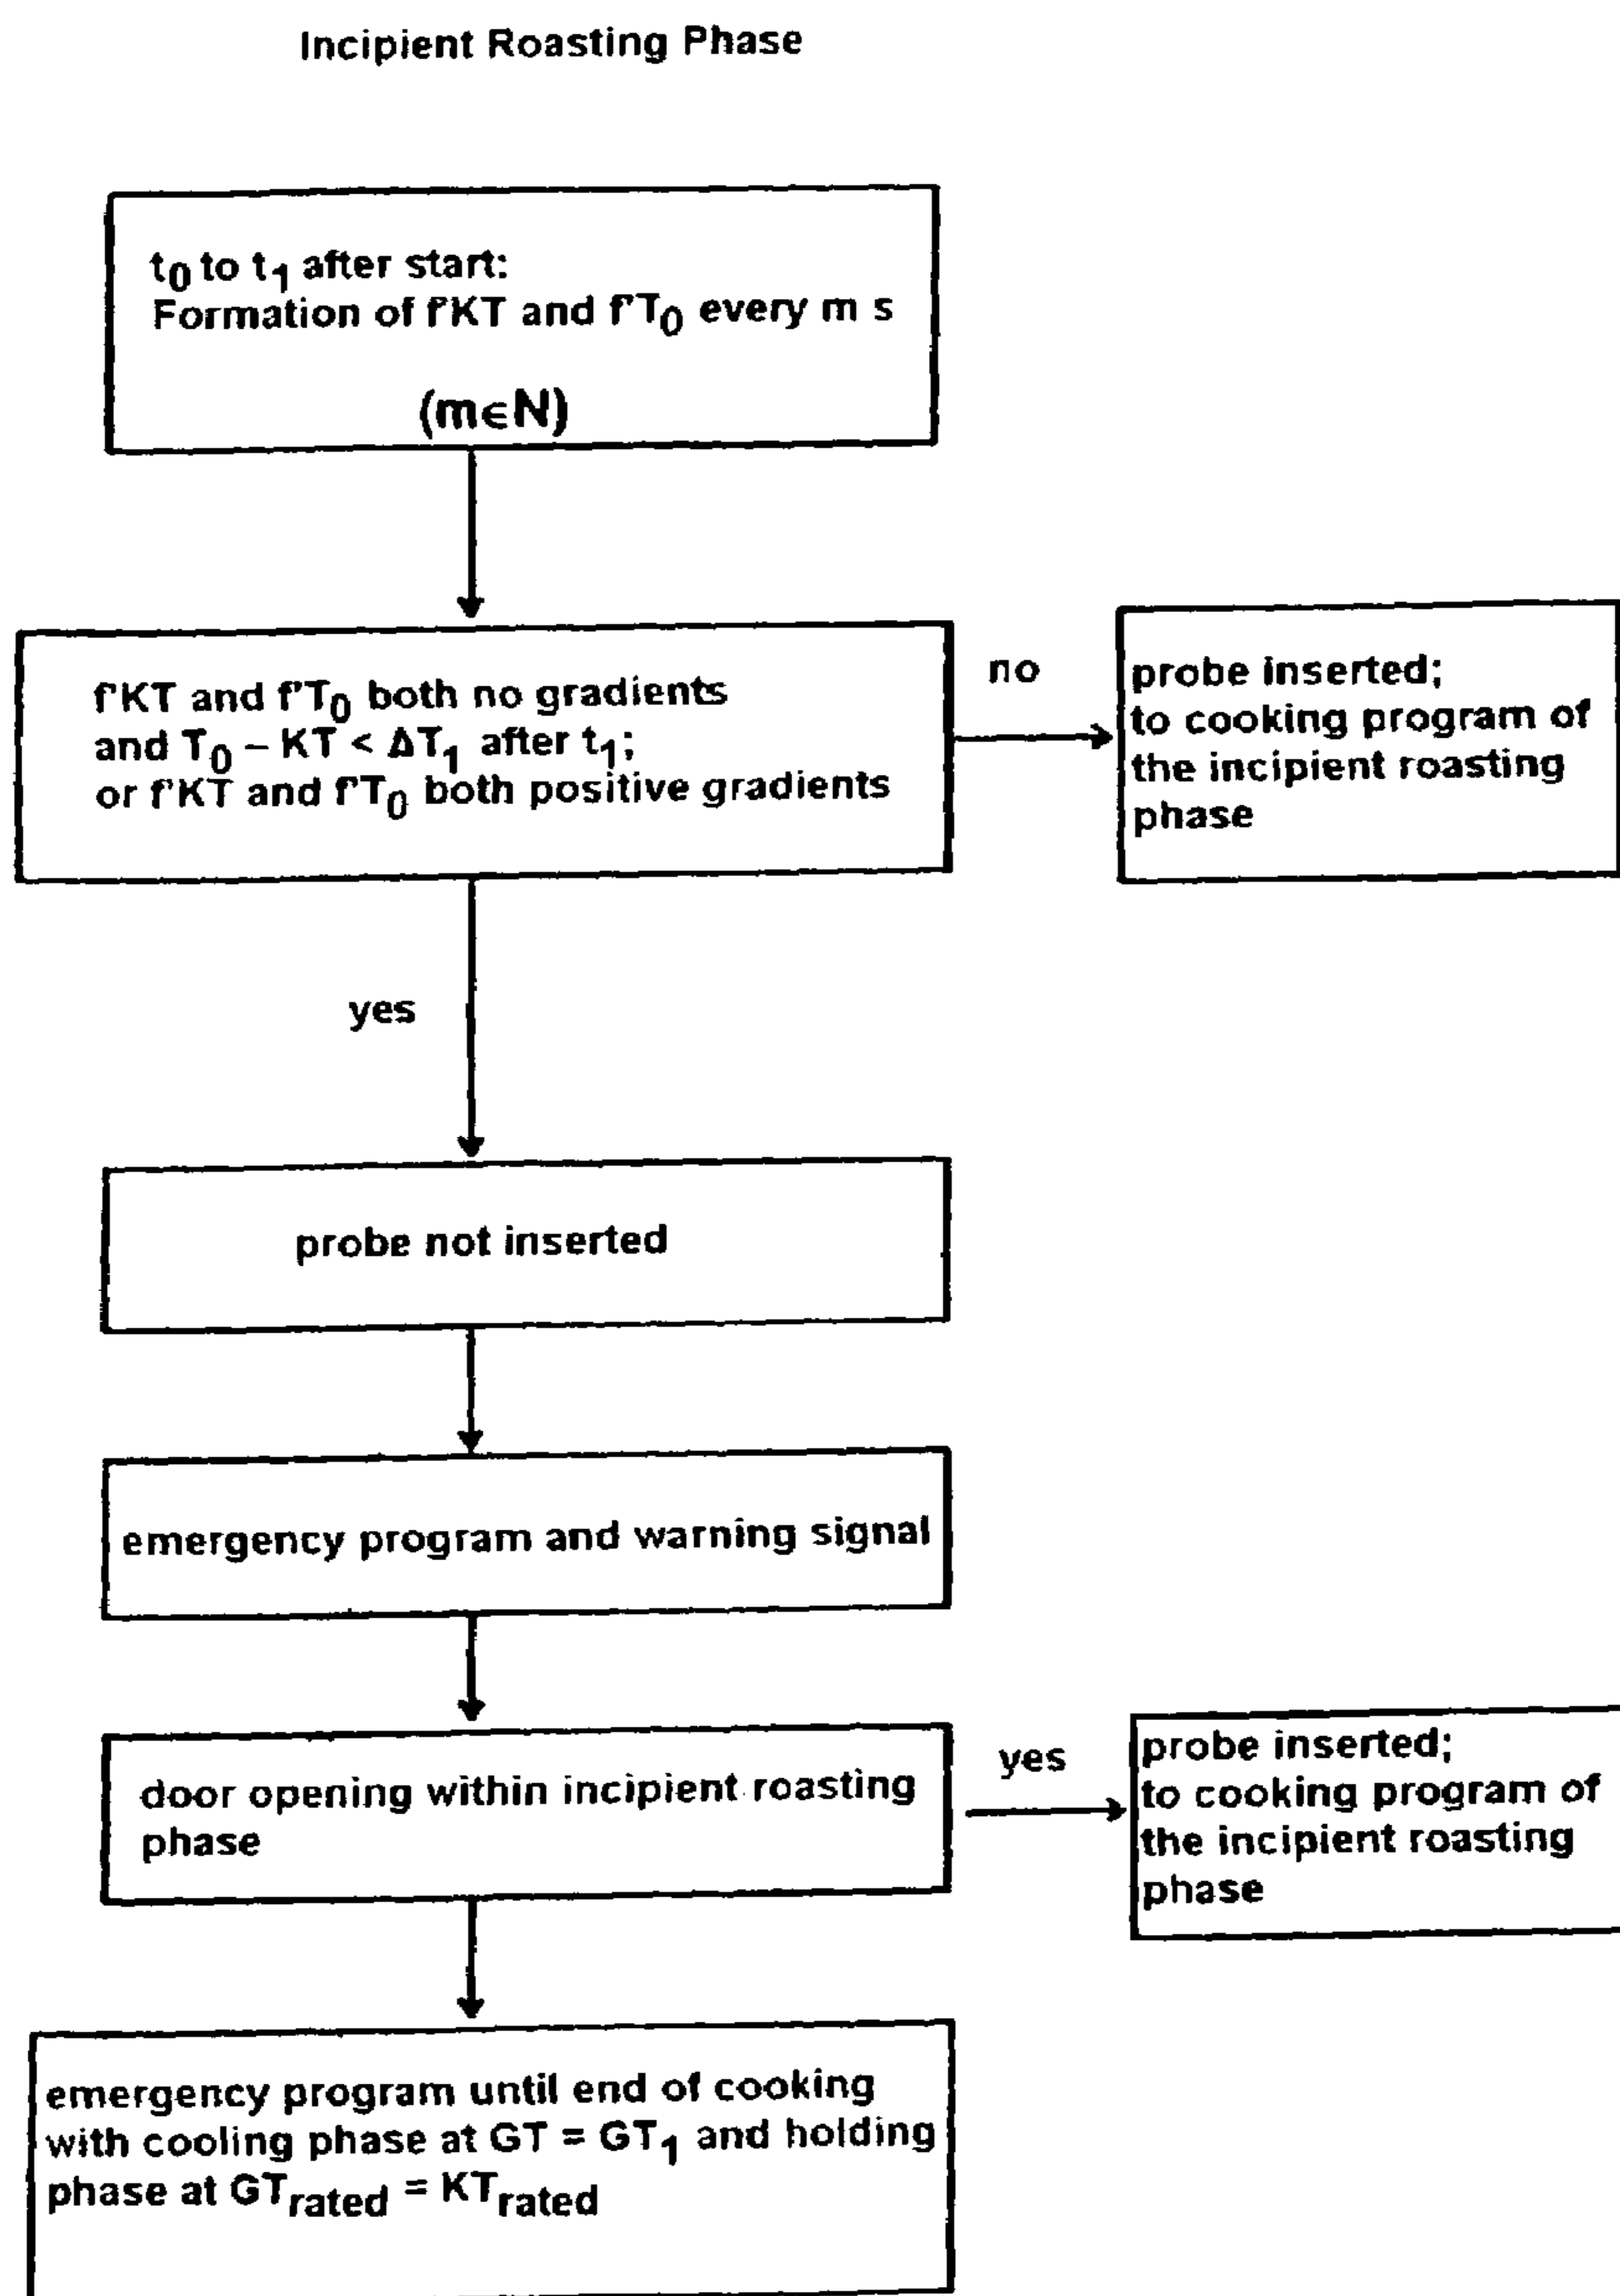 Incipient Roasting Phase
t₀ to t₁ after start:
Formation of f'KT and f'T₀ every m s
(m∈N)
f'KT and f'T₀ both no gradients
and T₀ – KT < ΔT₁ after t₁;
or f'KT and f'T₀ both positive gradients
no
probe inserted;
to cooking program of
the incipient roasting
phase
yes
probe not inserted
emergency program and warning signal
door opening within incipient roasting
phase
yes
probe inserted;
to cooking program of
the incipient roasting
phase
emergency program until end of cooking
with cooling phase at GT = GT₁ and holding
phase at GTrated = KTrated